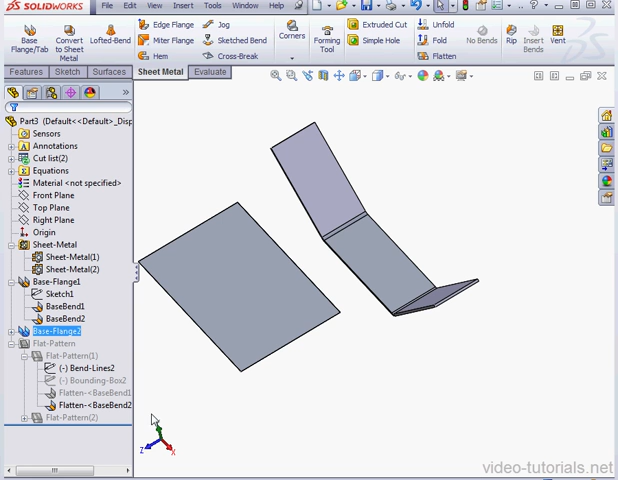 SOLIDWORKS File Edit View Insert Tools Window Help
Base Flange/Tab
Convert to Sheet Metal
Lofted-Bend
Edge Flange
Miter Flange
Hem
Jog
Sketched Bend
Cross-Break
Corners
Forming Tool
Extruded Cut
Simple Hole
Vent
Unfold
Fold
Flatten
No Bends
Rip
Insert Bends
Features Sketch Surfaces Sheet Metal Evaluate
Part3 (Default<<Default>_Disp
Sensors
Annotations
Cut list(2)
Equations
Material <not specified>
Front Plane
Top Plane
Right Plane
Origin
Sheet-Metal
Sheet-Metal(1)
Sheet-Metal(2)
Base-Flange1
Sketch1
BaseBend1
BaseBend2
Base-Flange2
Flat-Pattern
Flat-Pattern(1)
(-) Bend-Lines2
(-) Bounding-Box2
Flatten-<BaseBend1
Flatten-<BaseBend2
Flat-Pattern(2)
Z X
video-tutorials.net